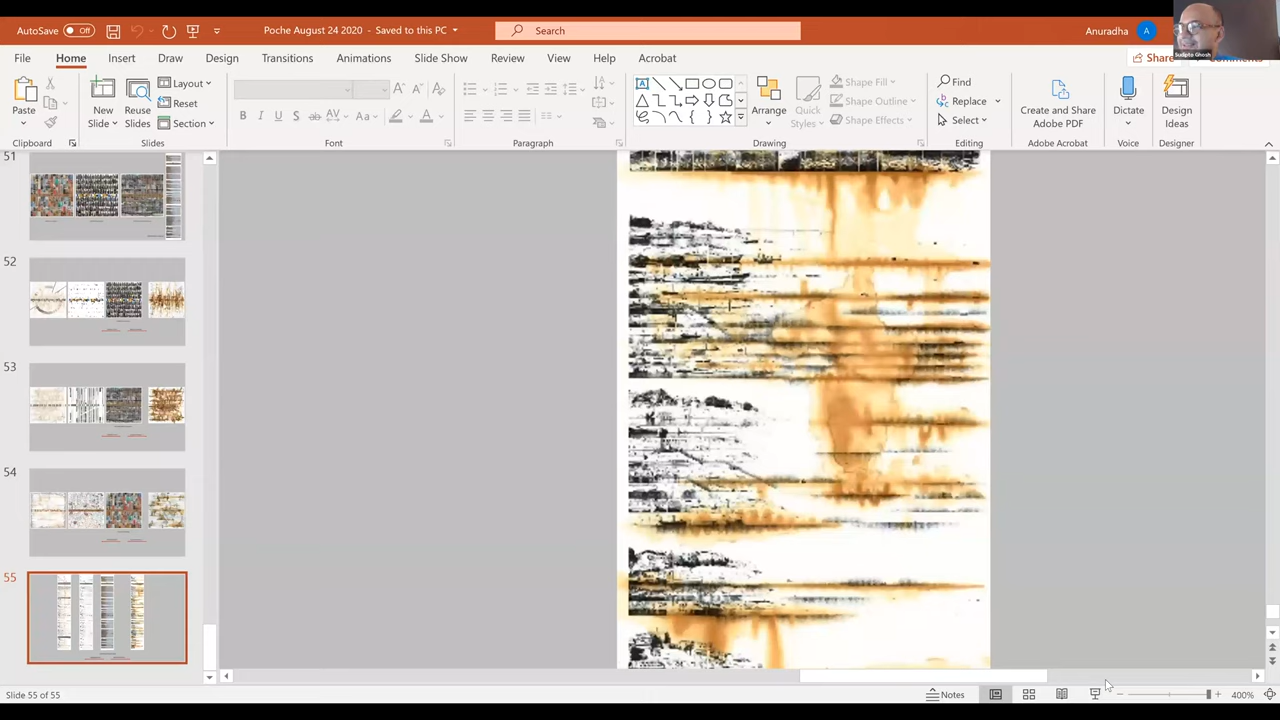 AutoSave Off Poche August 24 2020 - Saved to this PC Search Anuradha A
Sudipto Ghosh
File Home Insert Draw Design Transitions Animations Slide Show Review View Help Acrobat Share Comments
Paste
New Slide
Reuse Slides
Layout
Reset
Section
Arrange
Quick Styles
Shape Fill
Shape Outline
Shape Effects
Find
Replace
Select
Create and Share Adobe PDF
Dictate
Design Ideas
Clipboard Slides Font Paragraph Drawing Editing Adobe Acrobat Voice Designer
51
52
53
54
55
Slide 55 of 55 Notes 400%